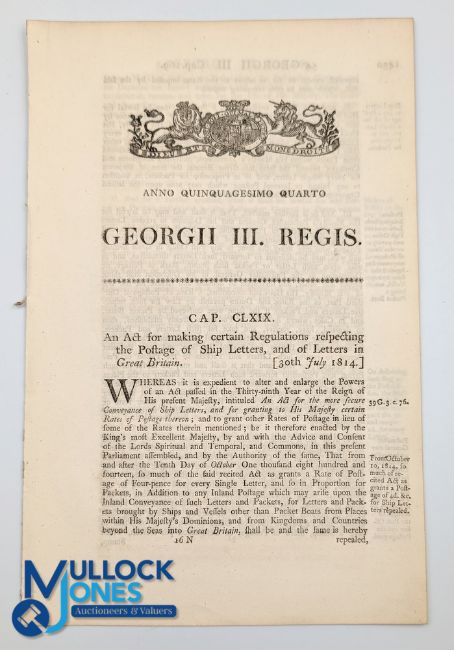 DIEU ET MON DROIT
ANNO QUINQUAGESIMO QUARTO
GEORGII III. REGIS.
CAP. CLXIX.
An Act for making certain Regulations respecting
the Postage of Ship Letters, and of Letters in
Great Britain. [30th July 1814.]
WHEREAS it is expedient to alter and enlarge the Powers
of an Act passed in the Thirty-ninth Year of the Reign of
His present Majesty, intituled An Act for the more secure
Conveyance of Ship Letters, and for granting to His Majesty certain
Rates of Postage thereon; and to grant other Rates of Postage in lieu of
some of the Rates therein mentioned; be it therefore enacted by the
King's most Excellent Majesty, by and with the Advice and Consent
of the Lords Spiritual and Temporal, and Commons, in this present
Parliament assembled, and by the Authority of the same, That from
and after the Tenth Day of October One thousand eight hundred and
fourteen, so much of the said recited Act as grants a Rate of Post-
age of Four-pence for every Single Letter, and so in Proportion for
Packets, in Addition to any Inland Postage which may arise upon the
Inland Conveyance of such Letters and Packets, for Letters and Pack-
ets brought by Ships and Vessels other than Packet Boats from Places
within His Majesty's Dominions, and from Kingdoms and Countries
beyond the Seas into Great Britain, shall be and the same is hereby
16 N repealed,
39 G. 3. c. 76.
From October
10, 1814, so
much of re-
cited Act as
grants a Post-
age of 4d. &c.
for Ship Let-
ters repealed.
MULLOCK
JONES
Auctioneers & Valuers